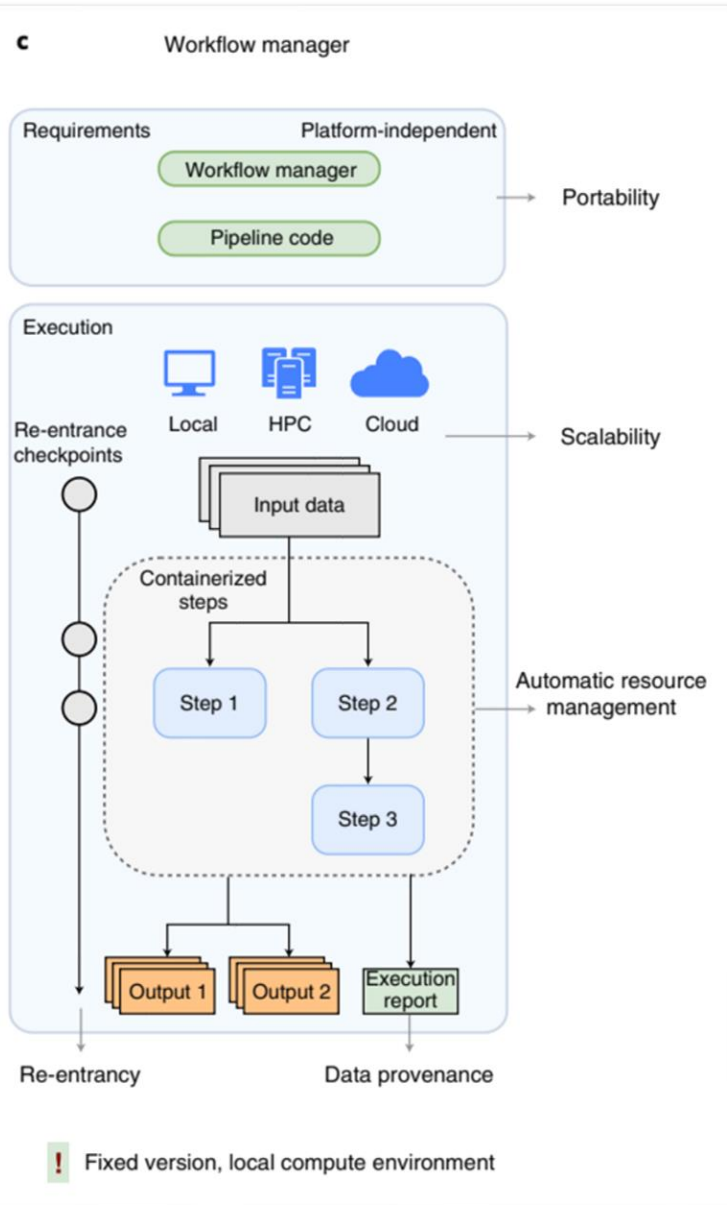 c
Workflow manager
Requirements
Platform-independent
Workflow manager
Pipeline code
Portability
Execution
Local
HPC
Cloud
Re-entrance
checkpoints
Scalability
Input data
Containerized
steps
Step 1
Step 2
Automatic resource
management
Step 3
Output 1
Output 2
Execution
report
Re-entrancy
Data provenance
! Fixed version, local compute environment